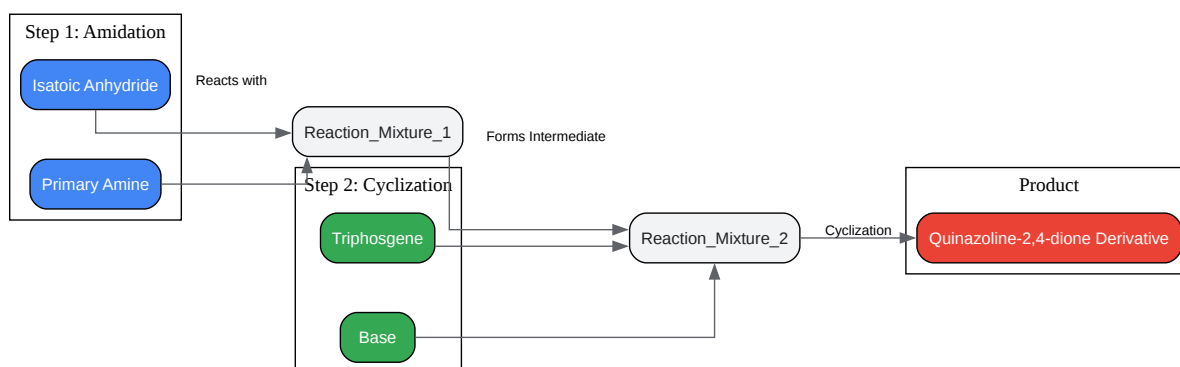 Step 1: Amidation
Isatoic Anhydride
Reacts with
Primary Amine
Reaction_Mixture_1
Forms Intermediate
Step 2: Cyclization
Triphosgene
Base
Reaction_Mixture_2
Cyclization
Product
Quinazoline-2,4-dione Derivative